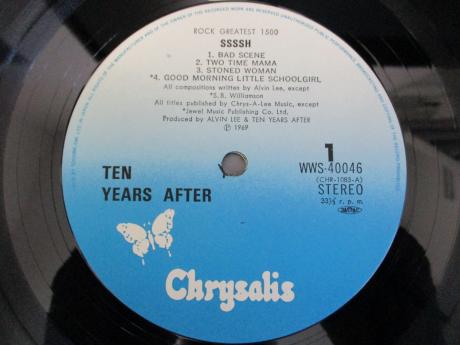 ROCK GREATEST 1500
SSSSH
1. BAD SCENE
2. TWO TIME MAMA
3. STONED WOMAN
*4. GOOD MORNING LITTLE SCHOOLGIRL
All compositions written by Alvin Lee, except
*S.B. Williamson
All titles published by Chrys-A-Lee Music, except
*Jewel Music Publishing Co, Ltd,
Produced by ALVIN LEE & TEN YEARS AFTER
℗ 1969
1
WWS-40046
(CHR-1083-A)
STEREO
33⅓ r. p. m.
JASRAC
TEN
YEARS AFTER
Chrysalis